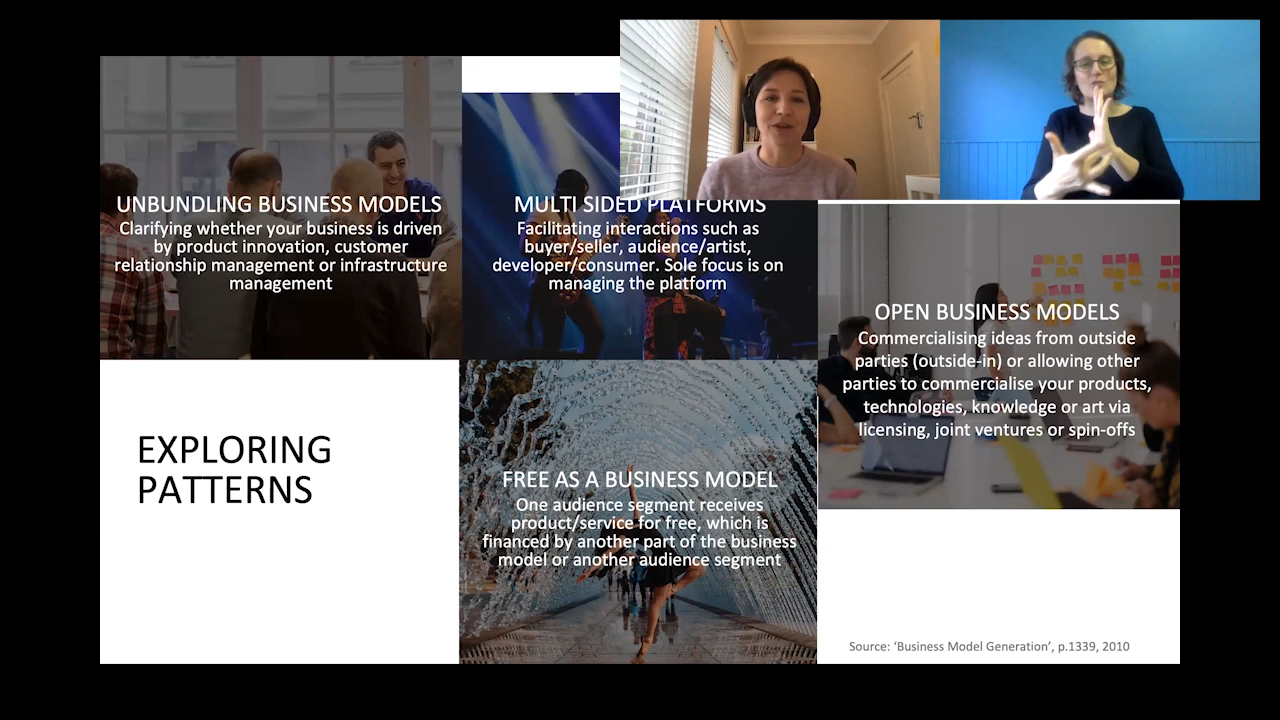 UNBUNDLING BUSINESS MODELS
Clarifying whether your business is driven
by product innovation, customer
relationship management or infrastructure
management
MULTI SIDED PLATFORMS
Facilitating interactions such as
buyer/seller, audience/artist,
developer/consumer. Sole focus is on
managing the platform
OPEN BUSINESS MODELS
Commercialising ideas from outside
parties (outside-in) or allowing other
parties to commercialise your products,
technologies, knowledge or art via
licensing, joint ventures or spin-offs
EXPLORING
PATTERNS
FREE AS A BUSINESS MODEL
One audience segment receives
product/service for free, which is
financed by another part of the business
model or another audience segment
Source: ‘Business Model Generation’, p.1339, 2010